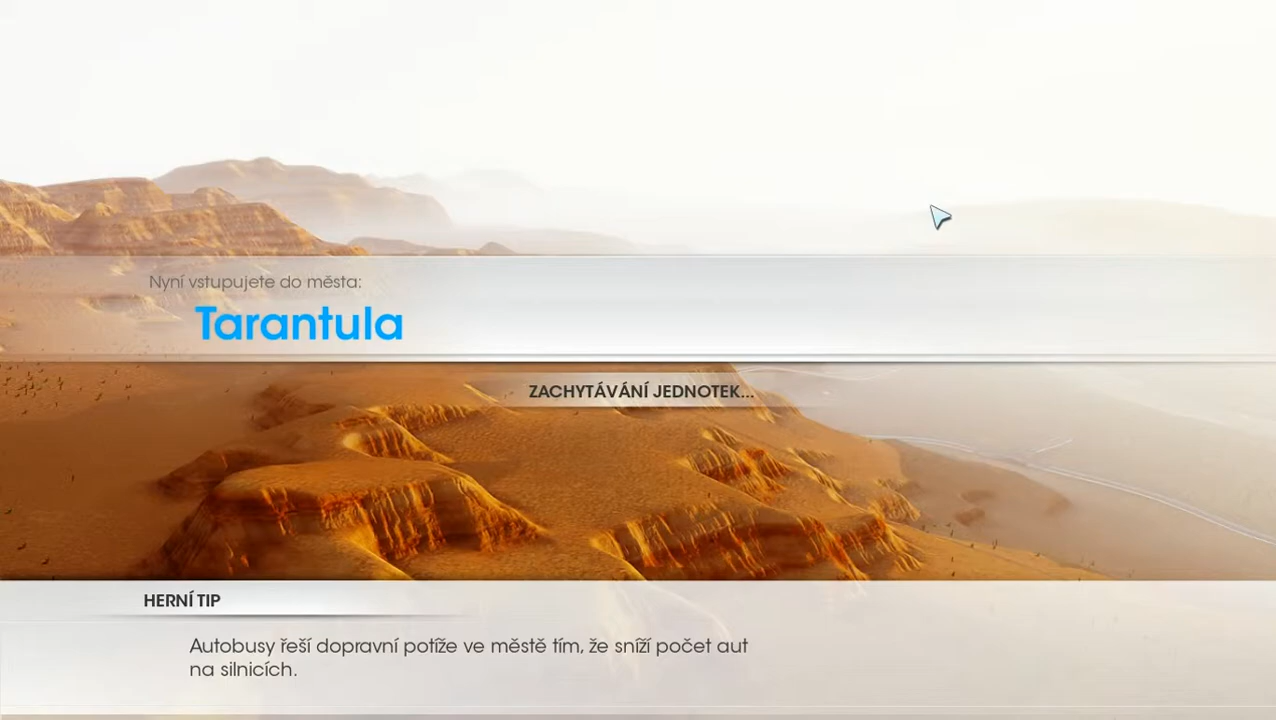 Nyní vstupujete do města:
Tarantula
ZACHYTÁVÁNÍ JEDNOTEK...
HERNÍ TIP
Autobusy řeší dopravní potíže ve městě tím, že sníží počet aut
na silnicích.